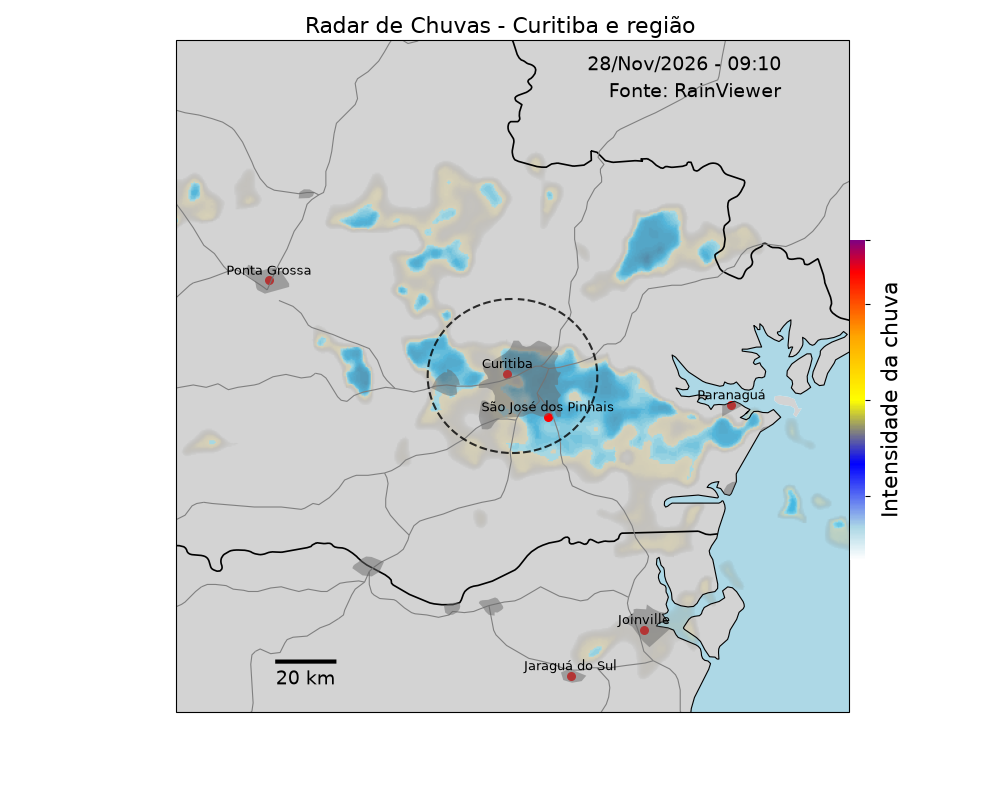 Radar de Chuvas - Curitiba e região
28/Nov/2026 - 09:10
Fonte: RainViewer
Ponta Grossa
Curitiba
Paranaguá
São José dos Pinhais
Intensidade da chuva
Joinville
Jaraguá do Sul
20 km